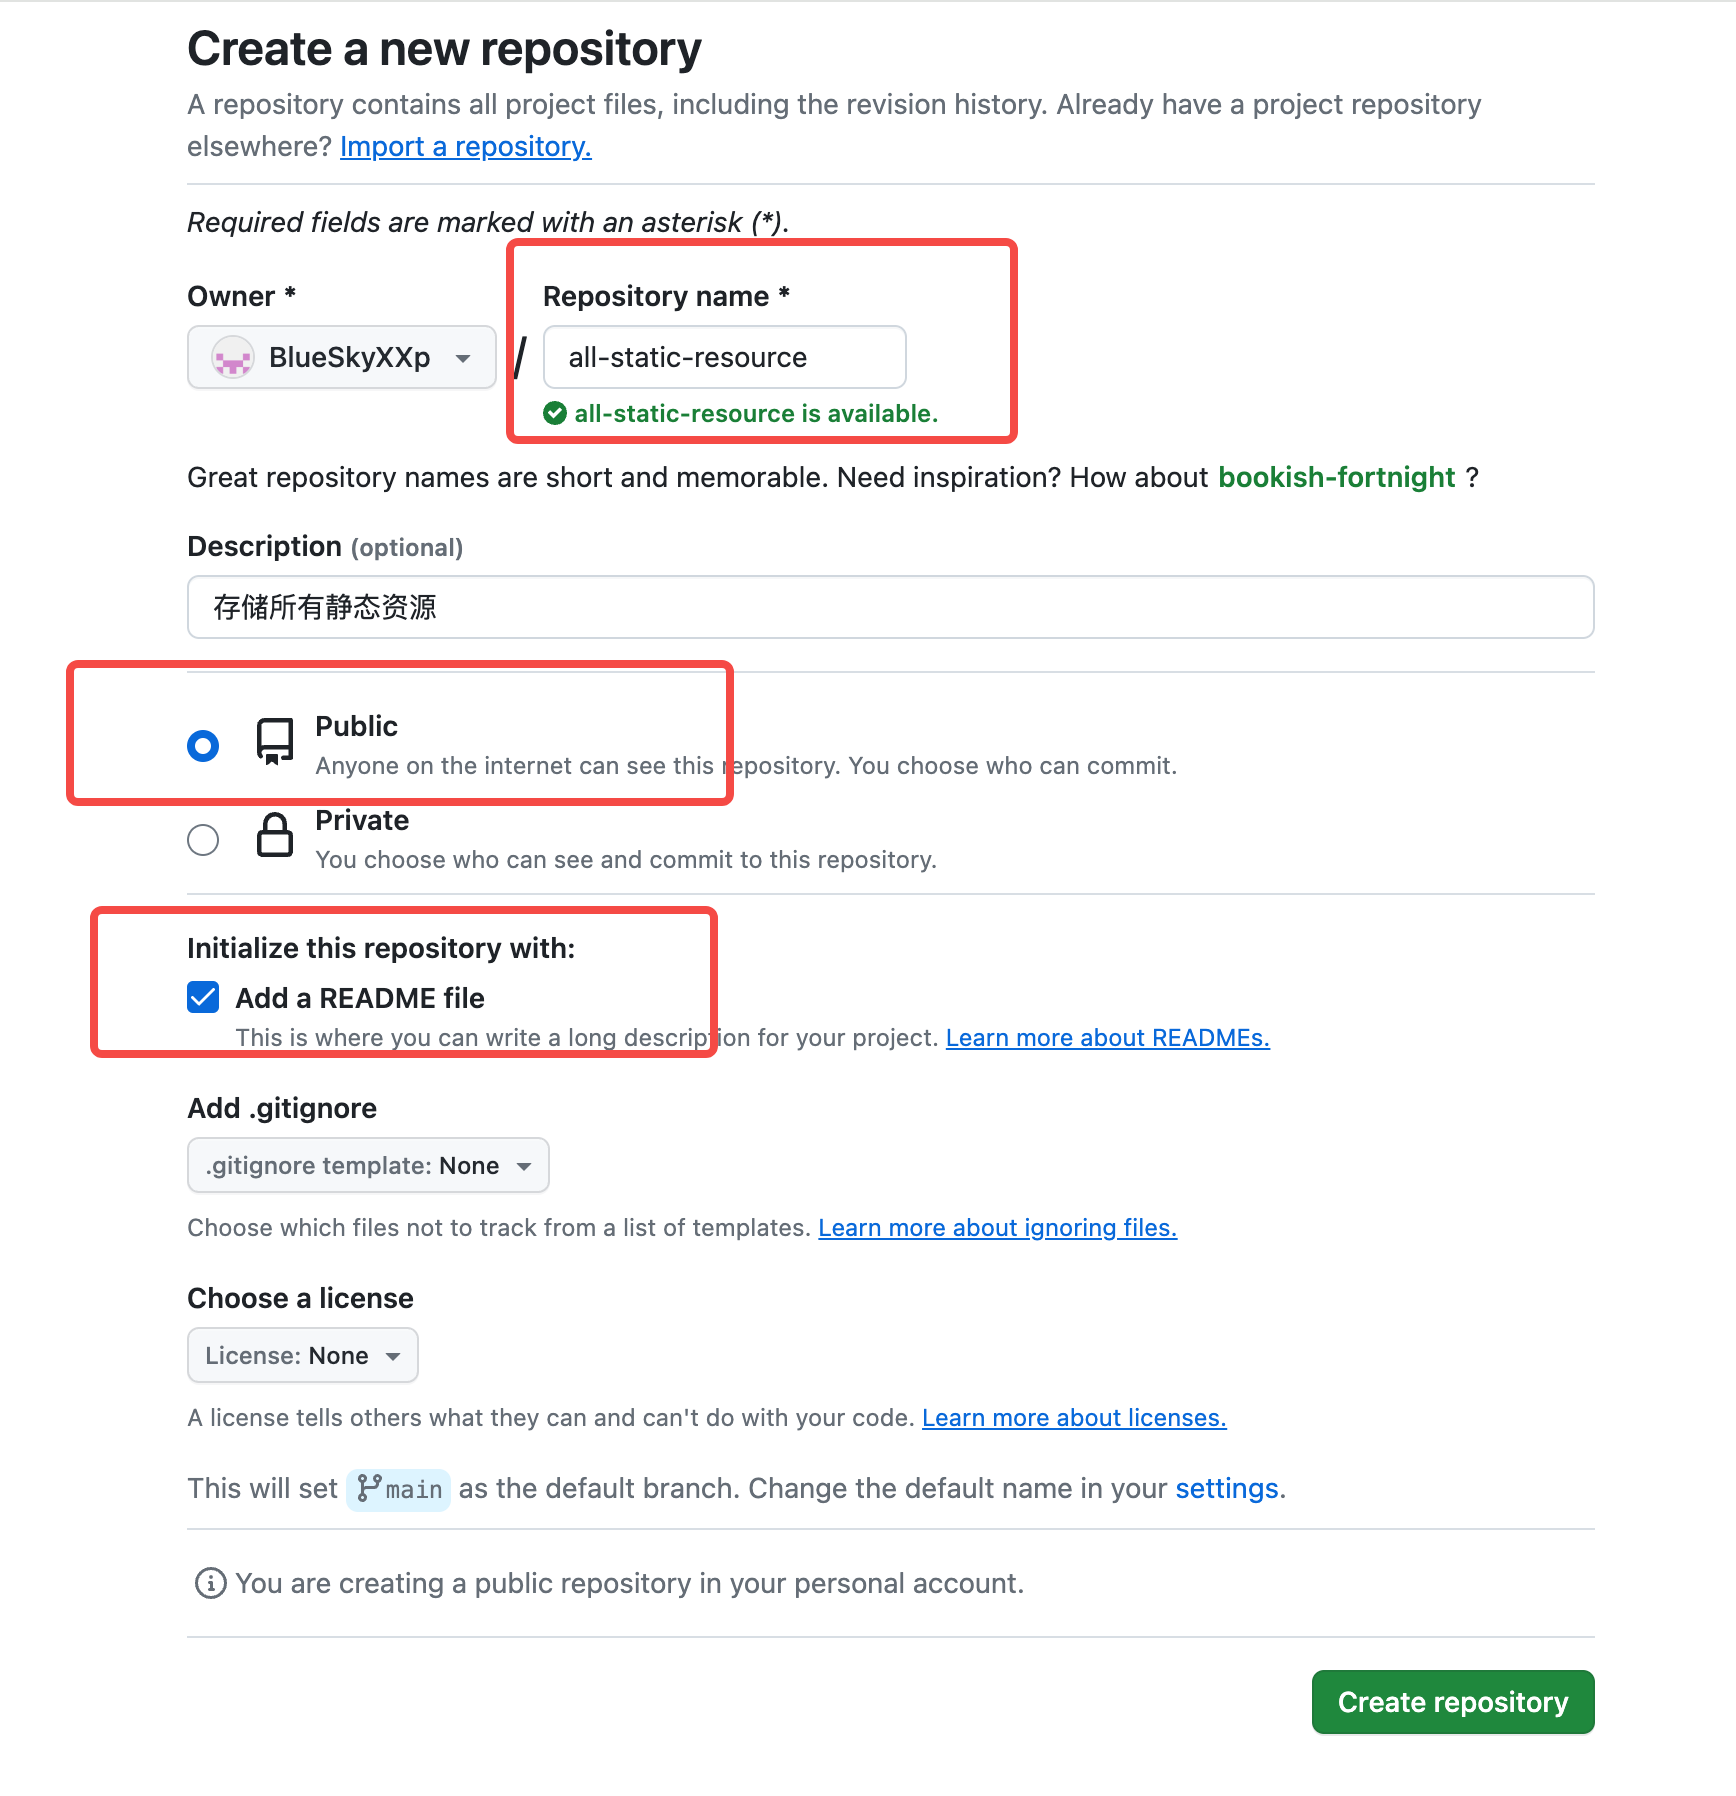 Create a new repository
A repository contains all project files, including the revision history. Already have a project repository
elsewhere? Import a repository.
Required fields are marked with an asterisk (*).
Owner *
Repository name *
BlueSkyXXp
/
all-static-resource
all-static-resource is available.
Great repository names are short and memorable. Need inspiration? How about bookish-fortnight ?
Description (optional)
存储所有静态资源
Public
Anyone on the internet can see this repository. You choose who can commit.
Private
You choose who can see and commit to this repository.
Initialize this repository with:
Add a README file
This is where you can write a long description for your project. Learn more about READMEs.
Add .gitignore
.gitignore template: None
Choose which files not to track from a list of templates. Learn more about ignoring files.
Choose a license
License: None
A license tells others what they can and can't do with your code. Learn more about licenses.
This will set main as the default branch. Change the default name in your settings.
You are creating a public repository in your personal account.
Create repository